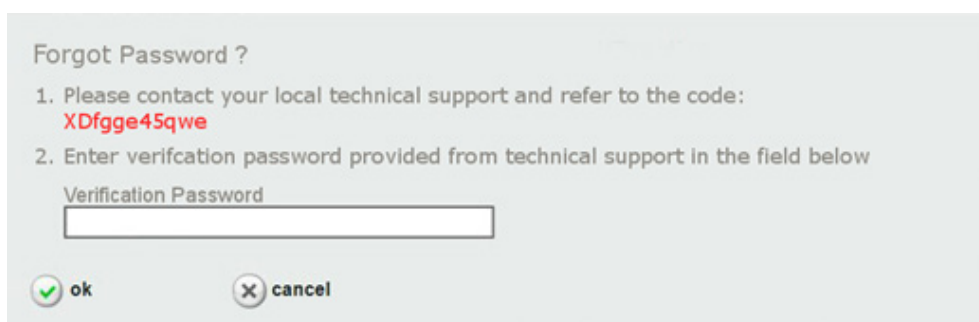 Forgot Password ?
1. Please contact your local technical support and refer to the code:
XDfgge45qwe
2. Enter verifcation password provided from technical support in the field below
Verification Password
ok cancel